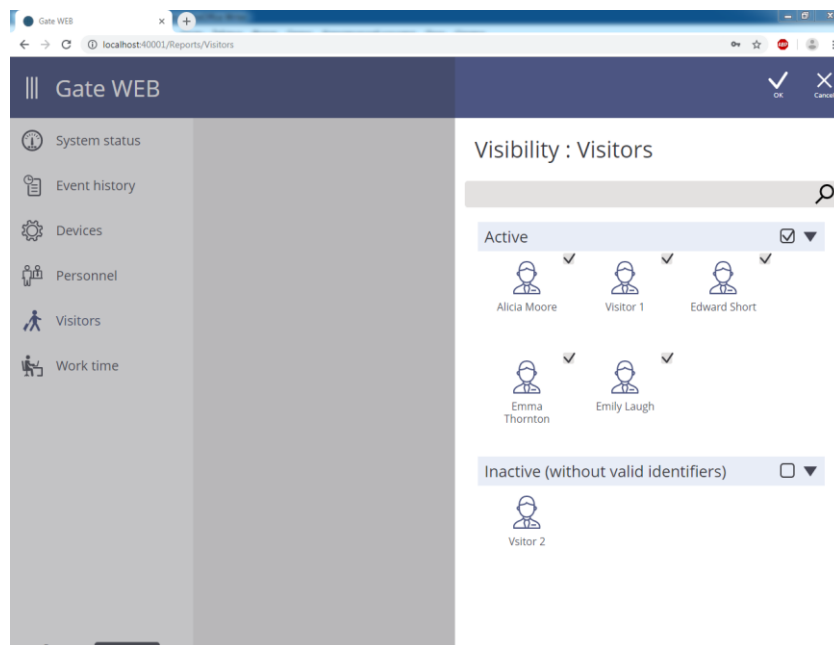 Gate WEB
localhost:40001/Reports/Visitors
ABP
Gate WEB
OK
Cancel
System status
Event history
Devices
Personnel
Visitors
Work time
Visibility : Visitors
Active
Alicia Moore
Visitor 1
Edward Short
Emma
Thornton
Emily Laugh
Inactive (without valid identifiers)
Vsitor 2